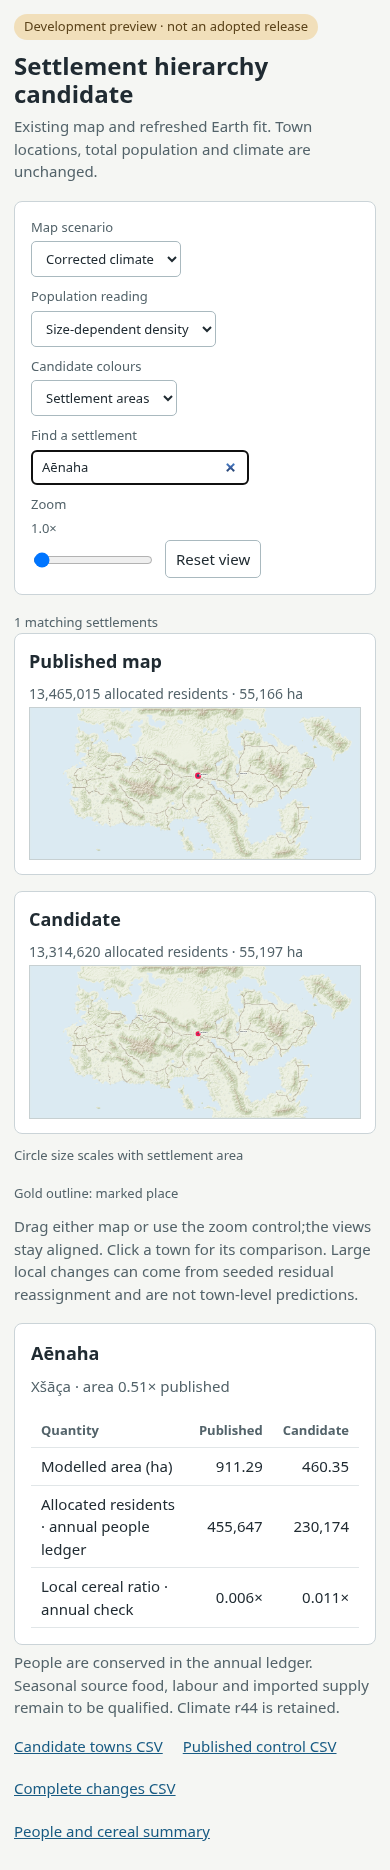 Development preview · not an adopted release
Settlement hierarchy
candidate
Existing map and refreshed Earth fit. Town
locations, total population and climate are
unchanged.
Map scenario
Corrected climate
Population reading
Size-dependent density
Candidate colours
Settlement areas
Find a settlement
Aēnaha
Zoom
1.0×
Reset view
1 matching settlements
Published map
13,465,015 allocated residents · 55,166 ha
Candidate
13,314,620 allocated residents · 55,197 ha
Circle size scales with settlement area
Gold outline: marked place
Drag either map or use the zoom control;the views
stay aligned. Click a town for its comparison. Large
local changes can come from seeded residual
reassignment and are not town-level predictions.
Aēnaha
Xšāça · area 0.51× published
Quantity Published Candidate
Modelled area (ha) 911.29 460.35
Allocated residents
· annual people
ledger 455,647 230,174
Local cereal ratio ·
annual check 0.006× 0.011×
People are conserved in the annual ledger.
Seasonal source food, labour and imported supply
remain to be qualified. Climate r44 is retained.
Candidate towns CSV Published control CSV
Complete changes CSV
People and cereal summary